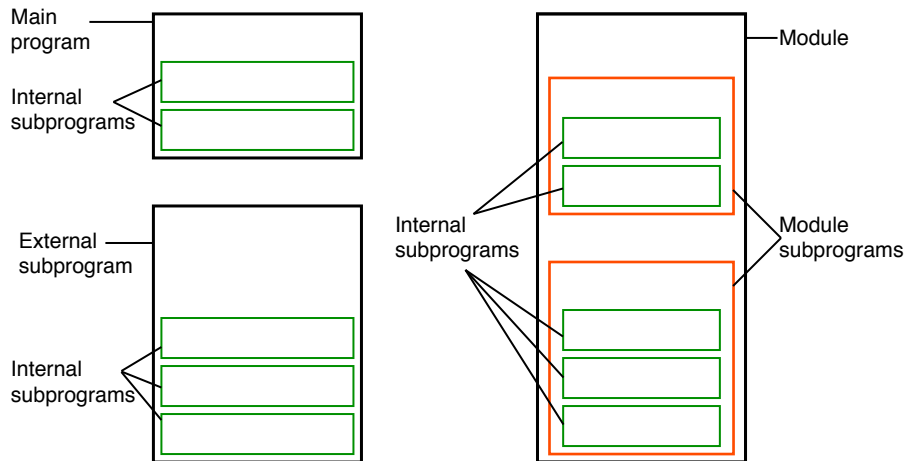 Main
program
Internal
subprograms
External
subprogram
Internal
subprograms
Module
Internal
subprograms
Module
subprograms